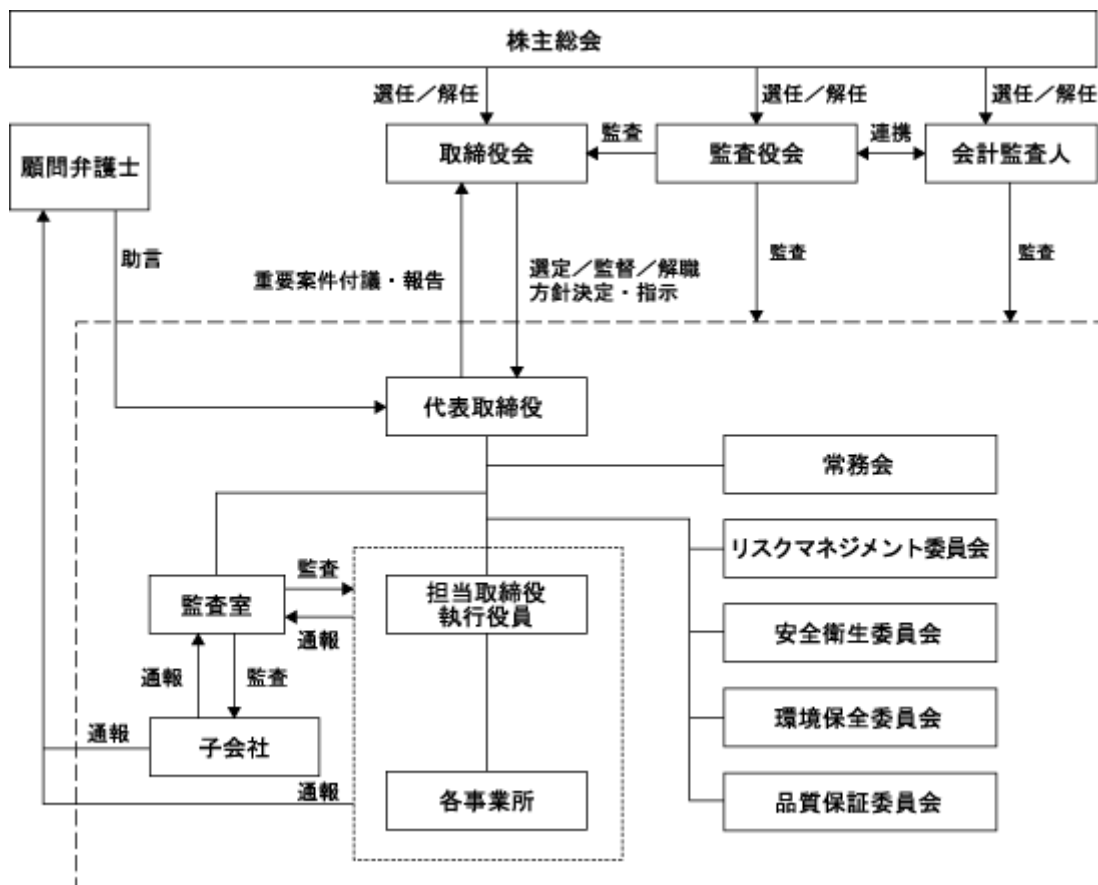 株主総会
選任／解任
選任／解任
選任／解任
顧問弁護士
取締役会
監査
監査役会
連携
会計監査人
助言
重要案件付議・報告
選定／監督／解職
方針決定・指示
監査
監査
代表取締役
常務会
リスクマネジメント委員会
監査
監査室
通報
担当取締役
執行役員
安全衛生委員会
通報
監査
通報
子会社
環境保全委員会
通報
各事業所
品質保証委員会